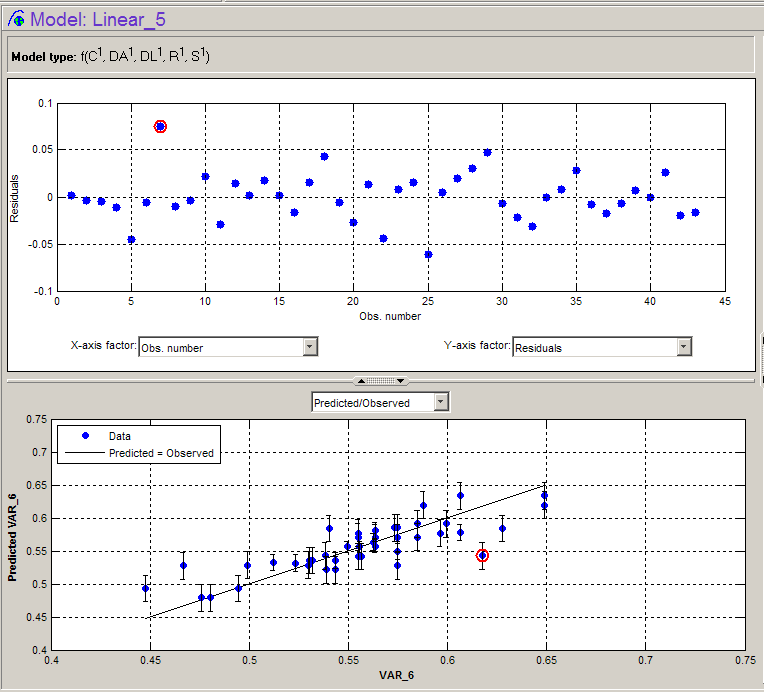 Model: Linear_5
Model type: f(C1, DA1, DL1, R1, S1)
0.1
0.05
0
-0.05
-0.1
Residuals
0 5 10 15 20 25 30 35 40 45
Obs. number
X-axis factor: Obs. number Y-axis factor: Residuals
Predicted/Observed
0.75
0.7
0.65
0.6
0.55
0.5
0.45
0.4
Predicted VAR_6
Data
Predicted = Observed
0.4 0.45 0.5 0.55 0.6 0.65 0.7 0.75
VAR_6